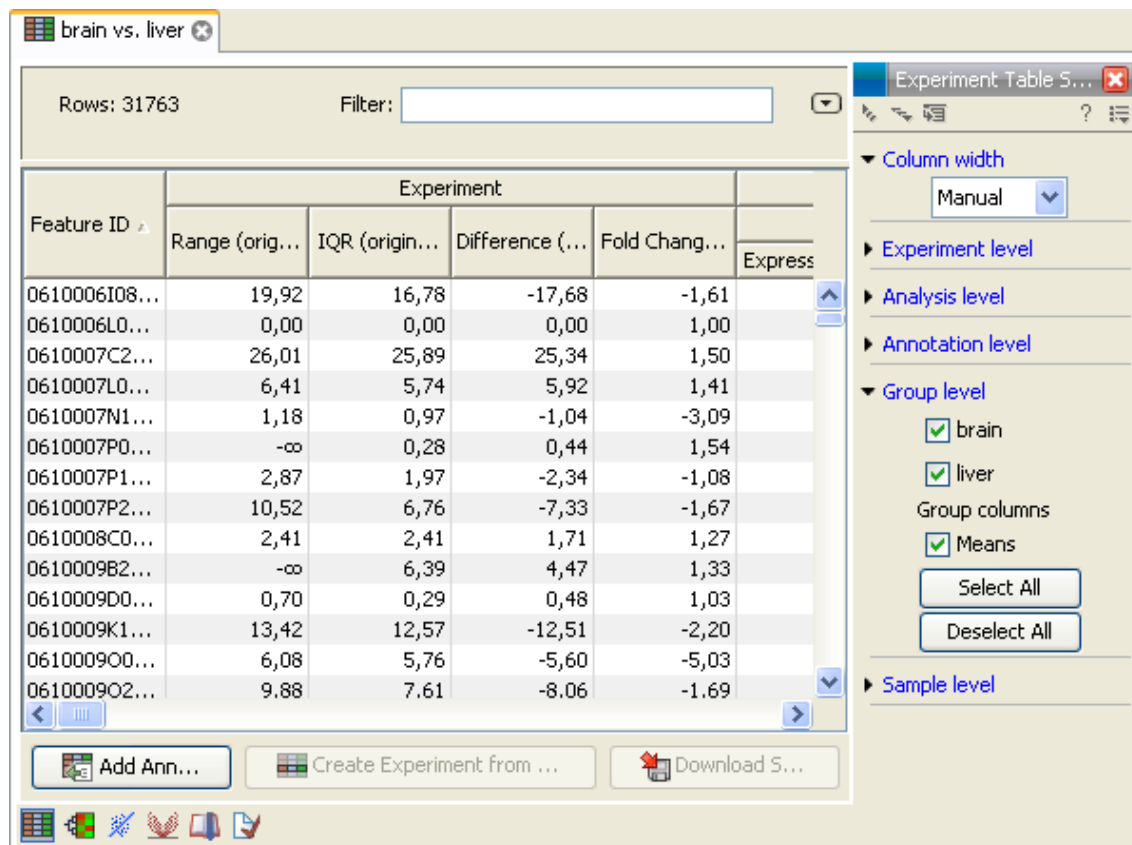 brain vs. liver
Rows: 31763
Filter:
Experiment
Feature ID
Range (orig...
IQR (origin...
Difference (...
Fold Chang...
Express
0610006I08... 19,92 16,78 -17,68 -1,61
0610006L0... 0,00 0,00 0,00 1,00
0610007C2... 26,01 25,89 25,34 1,50
0610007L0... 6,41 5,74 5,92 1,41
0610007N1... 1,18 0,97 -1,04 -3,09
0610007P0... -∞ 0,28 0,44 1,54
0610007P1... 2,87 1,97 -2,34 -1,08
0610007P2... 10,52 6,76 -7,33 -1,67
0610008C0... 2,41 2,41 1,71 1,27
0610009B2... -∞ 6,39 4,47 1,33
0610009D0... 0,70 0,29 0,48 1,03
0610009K1... 13,42 12,57 -12,51 -2,20
0610009O0... 6,08 5,76 -5,60 -5,03
0610009O2... 9,88 7,61 -8,06 -1,69
Add Ann...
Create Experiment from ...
Download S...
Experiment Table S...
?
Column width
Manual
Experiment level
Analysis level
Annotation level
Group level
brain
liver
Group columns
Means
Select All
Deselect All
Sample level